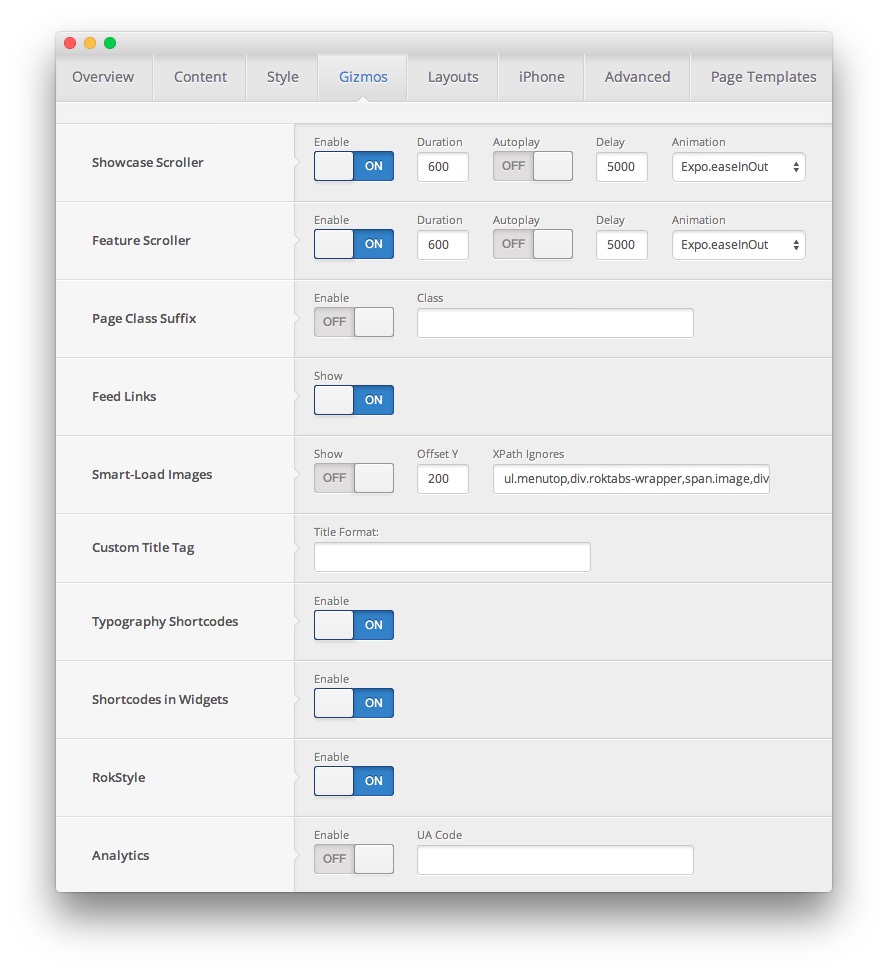 Overview Content Style Gizmos Layouts iPhone Advanced Page Templates
Enable Duration Autoplay Delay Animation
Showcase Scroller ON 600 OFF 5000 Expo.easeInOut
Enable Duration Autoplay Delay Animation
Feature Scroller ON 600 OFF 5000 Expo.easeInOut
Enable Class
Page Class Suffix OFF
Show
Feed Links ON
Show Offset Y XPath Ignores
Smart-Load Images OFF 200 ul.menutop,div.roktabs-wrapper,span.image,div
Title Format:
Custom Title Tag
Enable
Typography Shortcodes ON
Enable
Shortcodes in Widgets ON
Enable
RokStyle ON
Enable UA Code
Analytics OFF